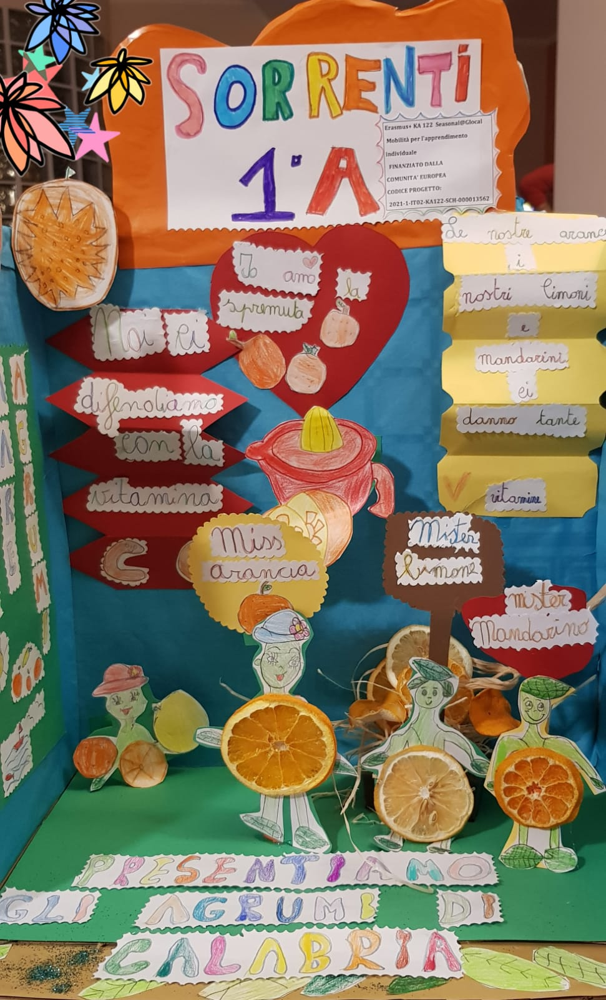 SORRENTI
1ª A
Erasmus+ KA 122 Seasonal@Glocal
Mobilità per l'apprendimento
individuale
FINANZIATO DALLA
COMUNITA' EUROPEA
CODICE PROGETTO:
2021-1-IT02-KA122-SCH-000013562
Io amo
la
spremuta
Noi ci
difendiamo
con la
vitamina
C
Le nostre arance
i
nostri limoni
e
mandarini
ci
danno tante
vitamine
Miss
arancia
Mister
limone
mister
Mandarino
AGRUMI
PRESENTIAMO
GLI AGRUMI DI
CALABRIA